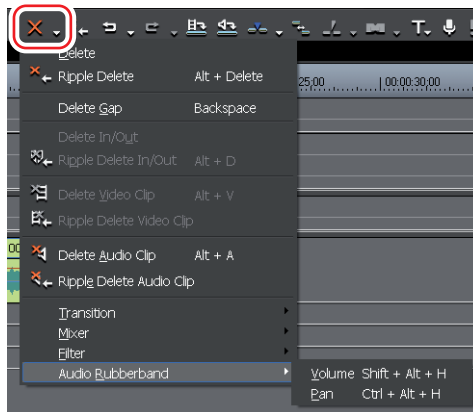 Delete
Ripple Delete Alt + Delete
25;00 00:00:30;00
Delete Gap Backspace
Delete In/Out
Ripple Delete In/Out Alt + D
Delete Video Clip Alt + V
Ripple Delete Video Clip
Delete Audio Clip Alt + A
Ripple Delete Audio Clip
Transition
Mixer
Filter
Audio Rubberband
Volume Shift + Alt + H
Pan Ctrl + Alt + H